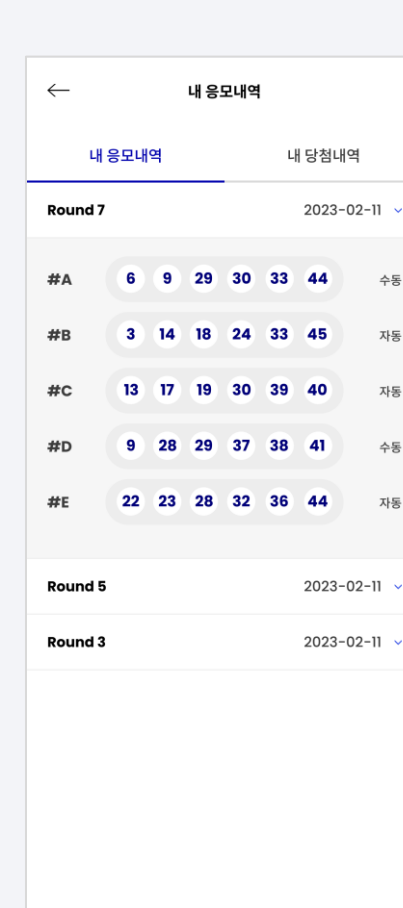 내 응모내역
내 응모내역 내 당첨내역
Round 7 2023-02-11
#A 6 9 29 30 33 44 수동
#B 3 14 18 24 33 45 자동
#C 13 17 19 30 39 40 자동
#D 9 28 29 37 38 41 수동
#E 22 23 28 32 36 44 자동
Round 5 2023-02-11
Round 3 2023-02-11